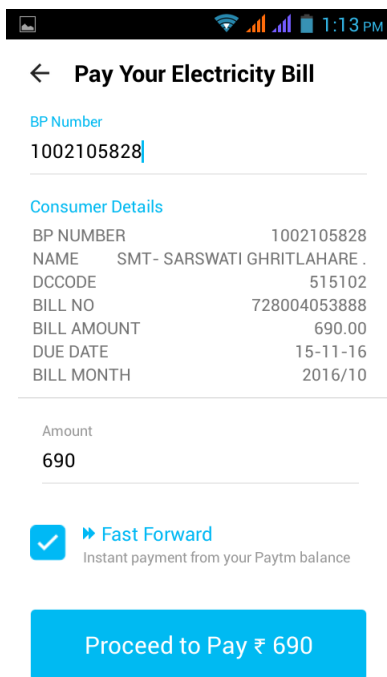 1:13 PM
Pay Your Electricity Bill
BP Number
1002105828
Consumer Details
BP NUMBER 1002105828
NAME SMT- SARSWATI GHRITLAHARE .
DCCODE 515102
BILL NO 728004053888
BILL AMOUNT 690.00
DUE DATE 15-11-16
BILL MONTH 2016/10
Amount
690
Fast Forward
Instant payment from your Paytm balance
Proceed to Pay ₹ 690